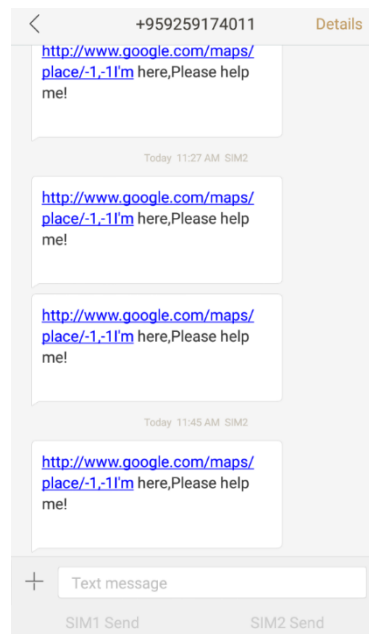 +959259174011 Details
http://www.google.com/maps/
place/-1,-1I'm here,Please help
me!
Today 11:27 AM SIM2
http://www.google.com/maps/
place/-1,-1I'm here,Please help
me!
http://www.google.com/maps/
place/-1,-1I'm here,Please help
me!
Today 11:45 AM SIM2
http://www.google.com/maps/
place/-1,-1I'm here,Please help
me!
Text message
SIM1 Send SIM2 Send